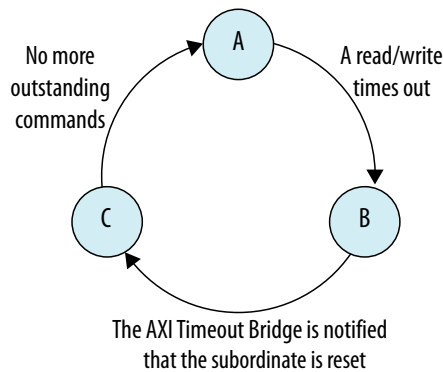 A
No more
outstanding
commands
A read/write
times out
C
B
The AXI Timeout Bridge is notified
that the subordinate is reset